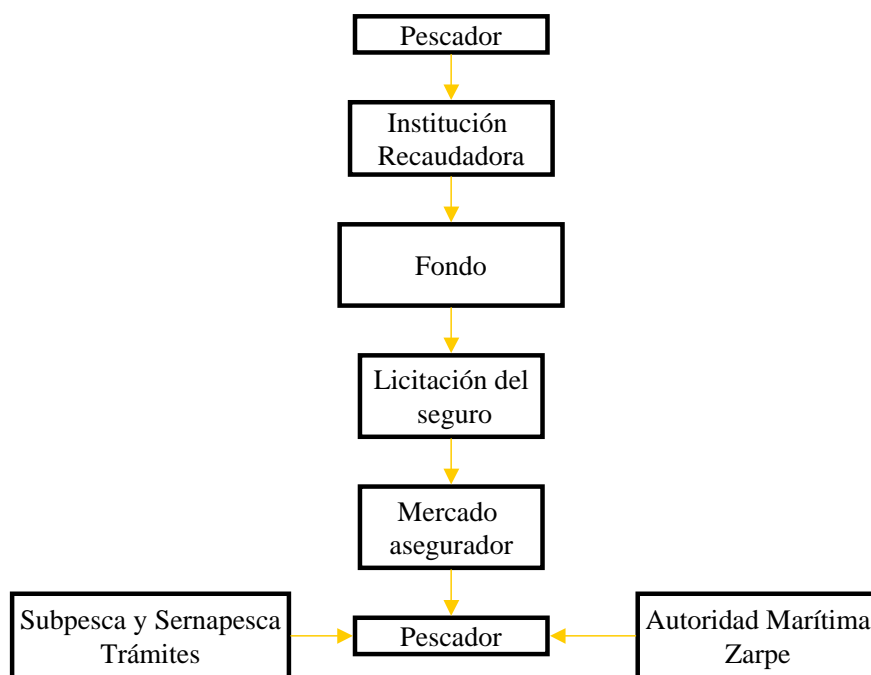 Pescador
Institución
Recaudadora
Fondo
Licitación del
seguro
Mercado
asegurador
Subpesca y Sernapesca
Trámites
Pescador
Autoridad Marítima
Zarpe